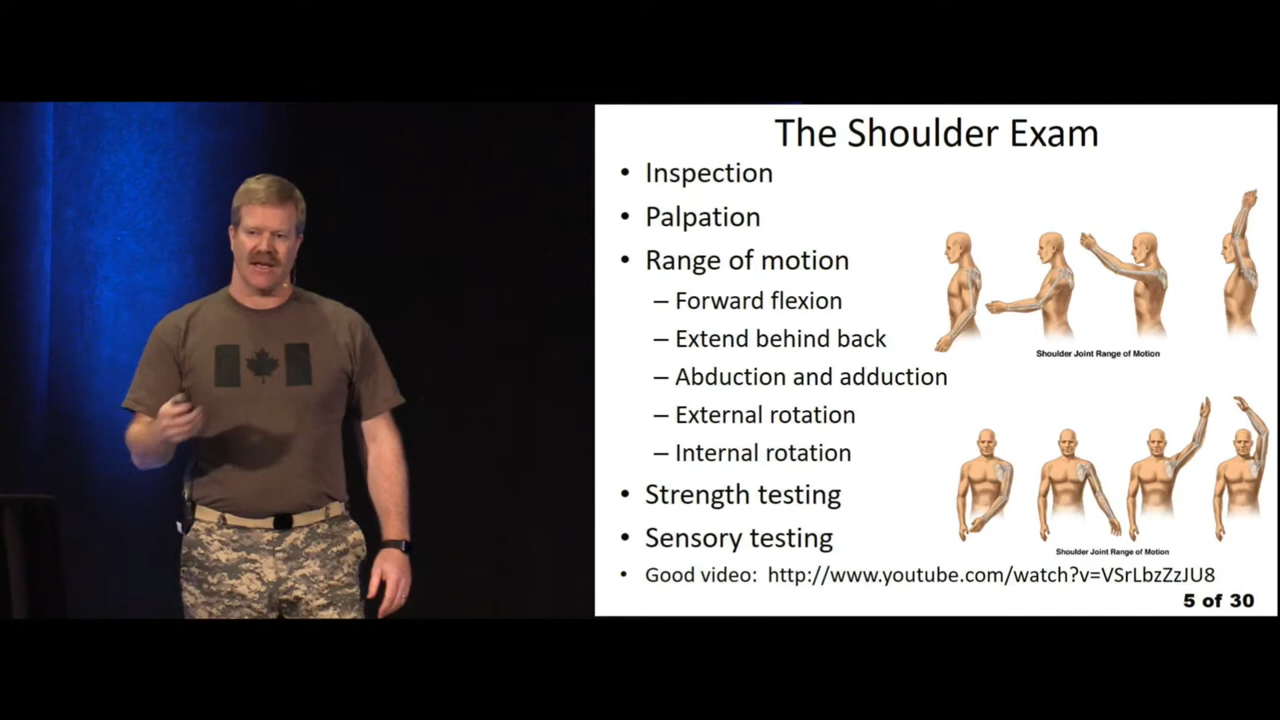 The Shoulder Exam
• Inspection
• Palpation
• Range of motion
– Forward flexion
– Extend behind back
– Abduction and adduction
– External rotation
– Internal rotation
• Strength testing
• Sensory testing
• Good video: http://www.youtube.com/watch?v=VSrLbzZzJU8
Shoulder Joint Range of Motion
Shoulder Joint Range of Motion
5 of 30